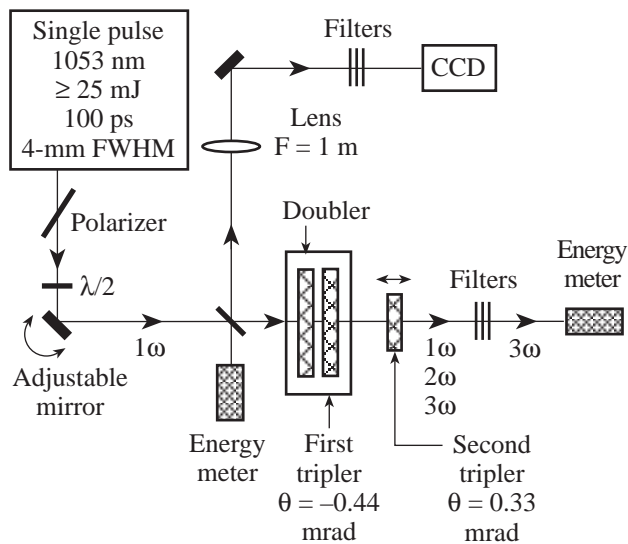 Single pulse
1053 nm
≥ 25 mJ
100 ps
4-mm FWHM
Filters
CCD
Lens
F = 1 m
Polarizer
Doubler
λ/2
Energy
meter
Filters
1ω
1ω
2ω
3ω
3ω
Adjustable
mirror
Energy
meter
First
tripler
θ = –0.44
mrad
Second
tripler
θ = 0.33
mrad